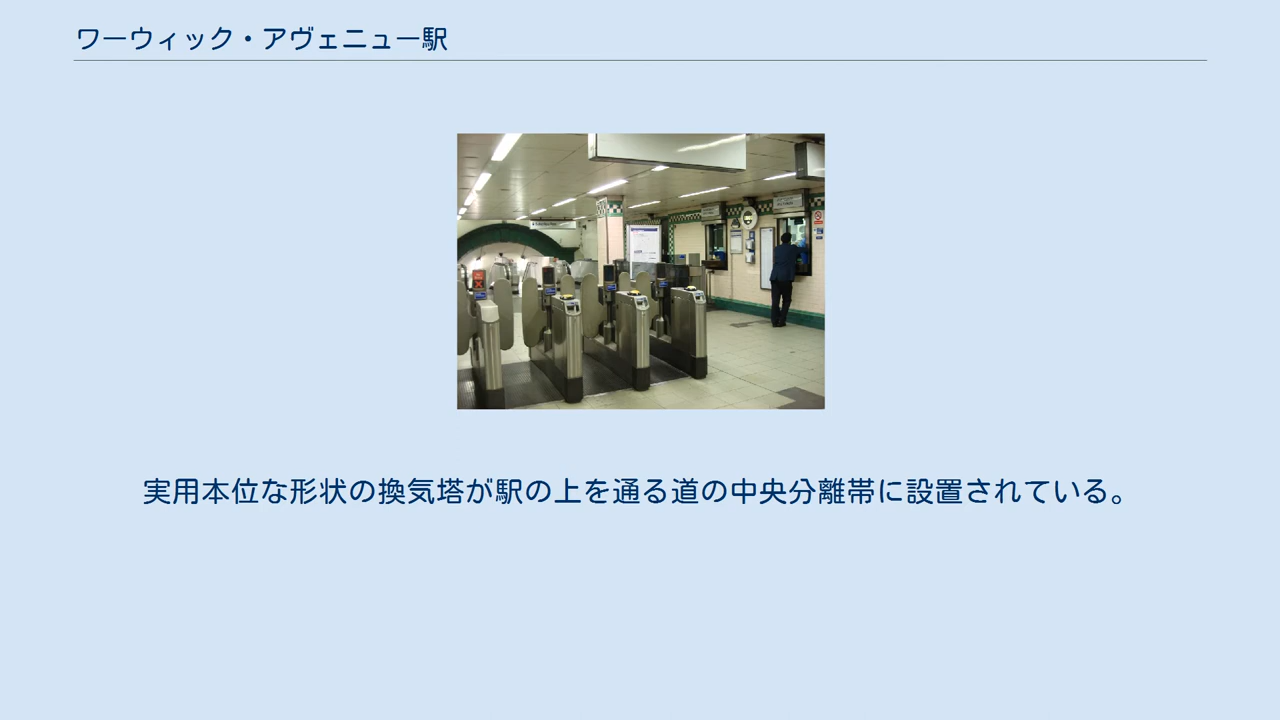 ワーウィック・アヴェニュー駅
実用本位な形状の換気塔が駅の上を通る道の中央分離帯に設置されている。